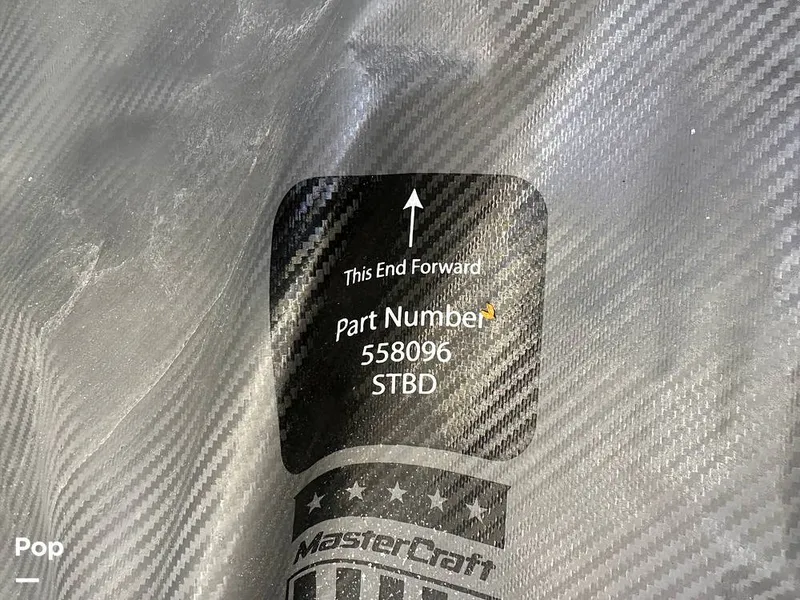 This End Forward
Part Number
558096
STBD
MasterCraft
Pop